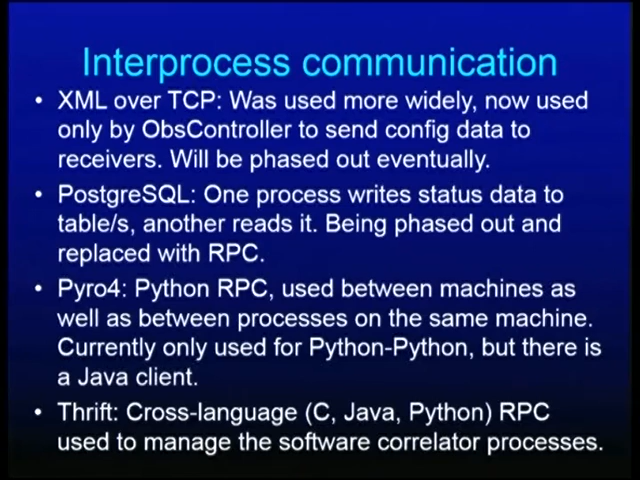 Interprocess communication
• XML over TCP: Was used more widely, now used
only by ObsController to send config data to
receivers. Will be phased out eventually.
• PostgreSQL: One process writes status data to
table/s, another reads it. Being phased out and
replaced with RPC.
• Pyro4: Python RPC, used between machines as
well as between processes on the same machine.
Currently only used for Python-Python, but there is
a Java client.
• Thrift: Cross-language (C, Java, Python) RPC
used to manage the software correlator processes.